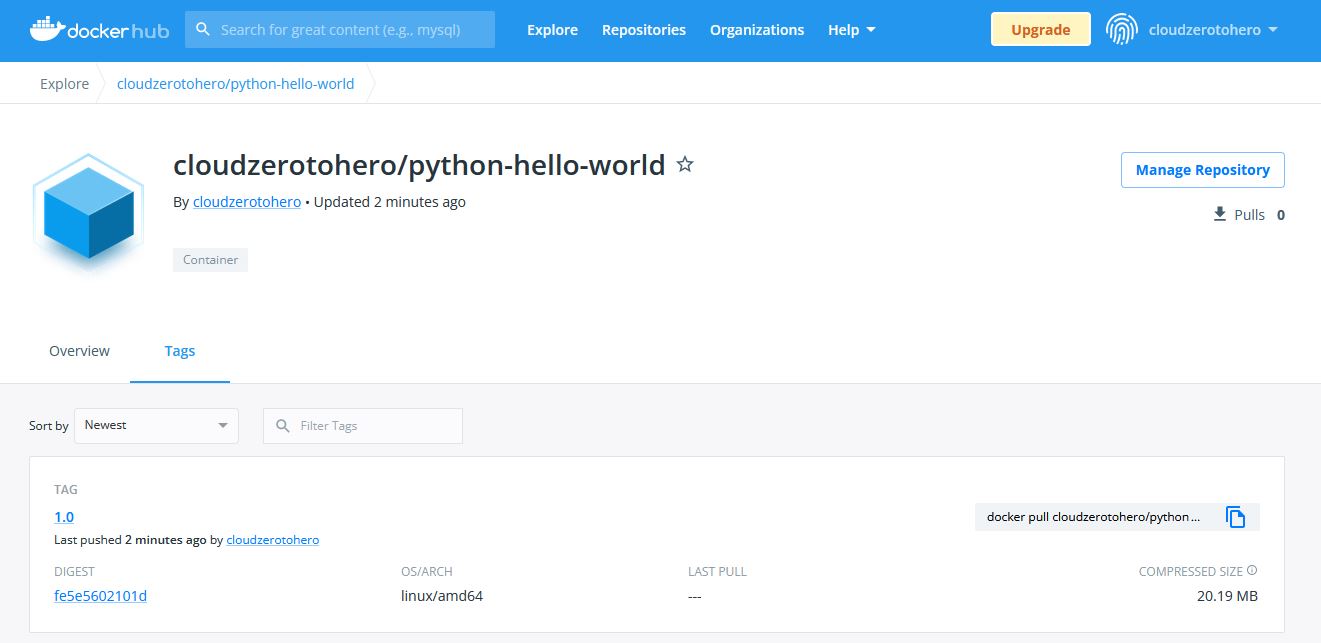 docker hub
Search for great content (e.g., mysql)
Explore
Repositories
Organizations
Help
Upgrade
cloudzerotohero
Explore
cloudzerotohero/python-hello-world
cloudzerotohero/python-hello-world
Manage Repository
By cloudzerotohero • Updated 2 minutes ago
Pulls 0
Container
Overview
Tags
Sort by Newest
Filter Tags
TAG
1.0
docker pull cloudzerotohero/python ...
Last pushed 2 minutes ago by cloudzerotohero
DIGEST OS/ARCH LAST PULL COMPRESSED SIZE
fe5e5602101d linux/amd64 --- 20.19 MB